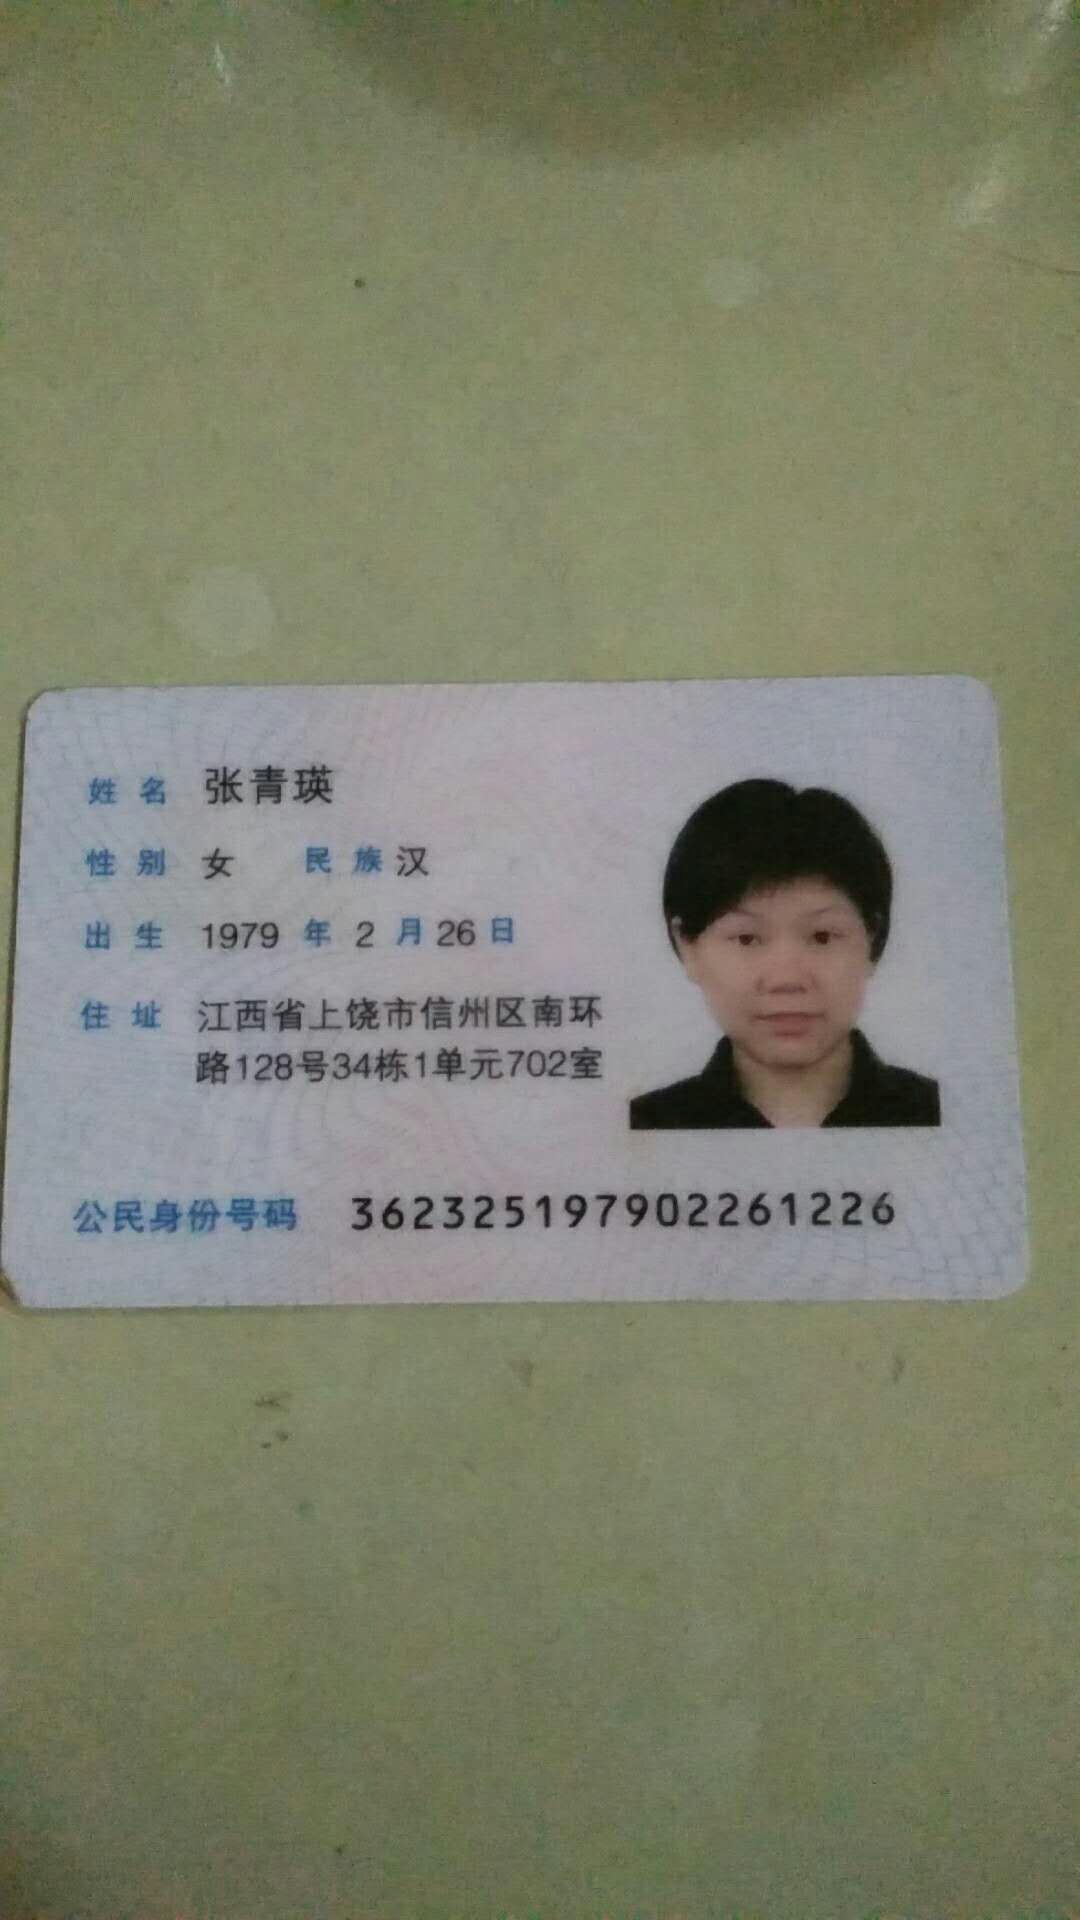 姓名 张青瑛
性别 女 民族 汉
出生 1979 年 2 月 26 日
住址 江西省上饶市信州区南环
路128号34栋1单元702室
公民身份号码 362325197902261226